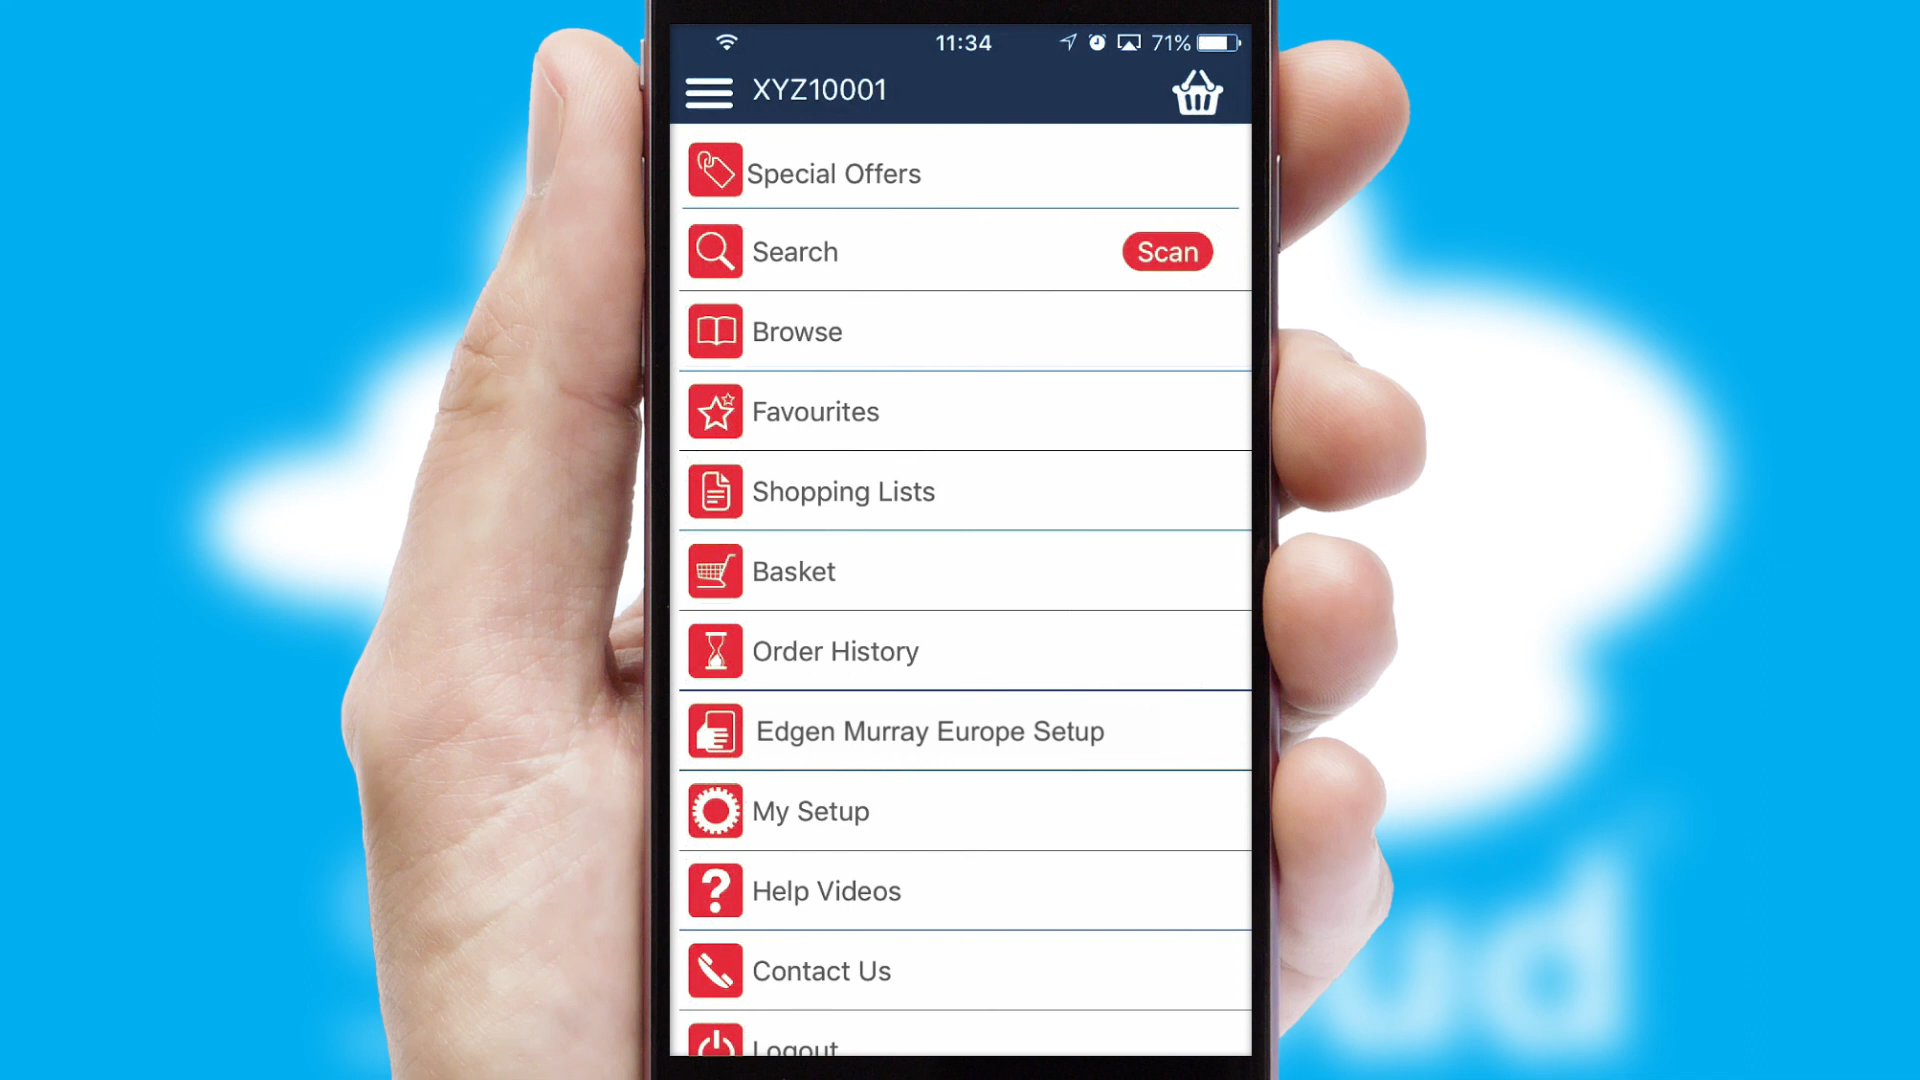 11:34
71%
XYZ10001
Special Offers
Search
Scan
Browse
Favourites
Shopping Lists
Basket
Order History
Edgen Murray Europe Setup
My Setup
Help Videos
Contact Us
Logout